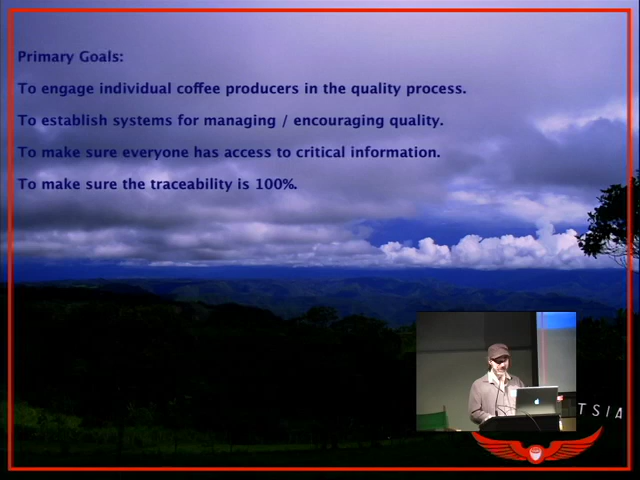 Primary Goals:
To engage individual coffee producers in the quality process.
To establish systems for managing / encouraging quality.
To make sure everyone has access to critical information.
To make sure the traceability is 100%.
TSIA